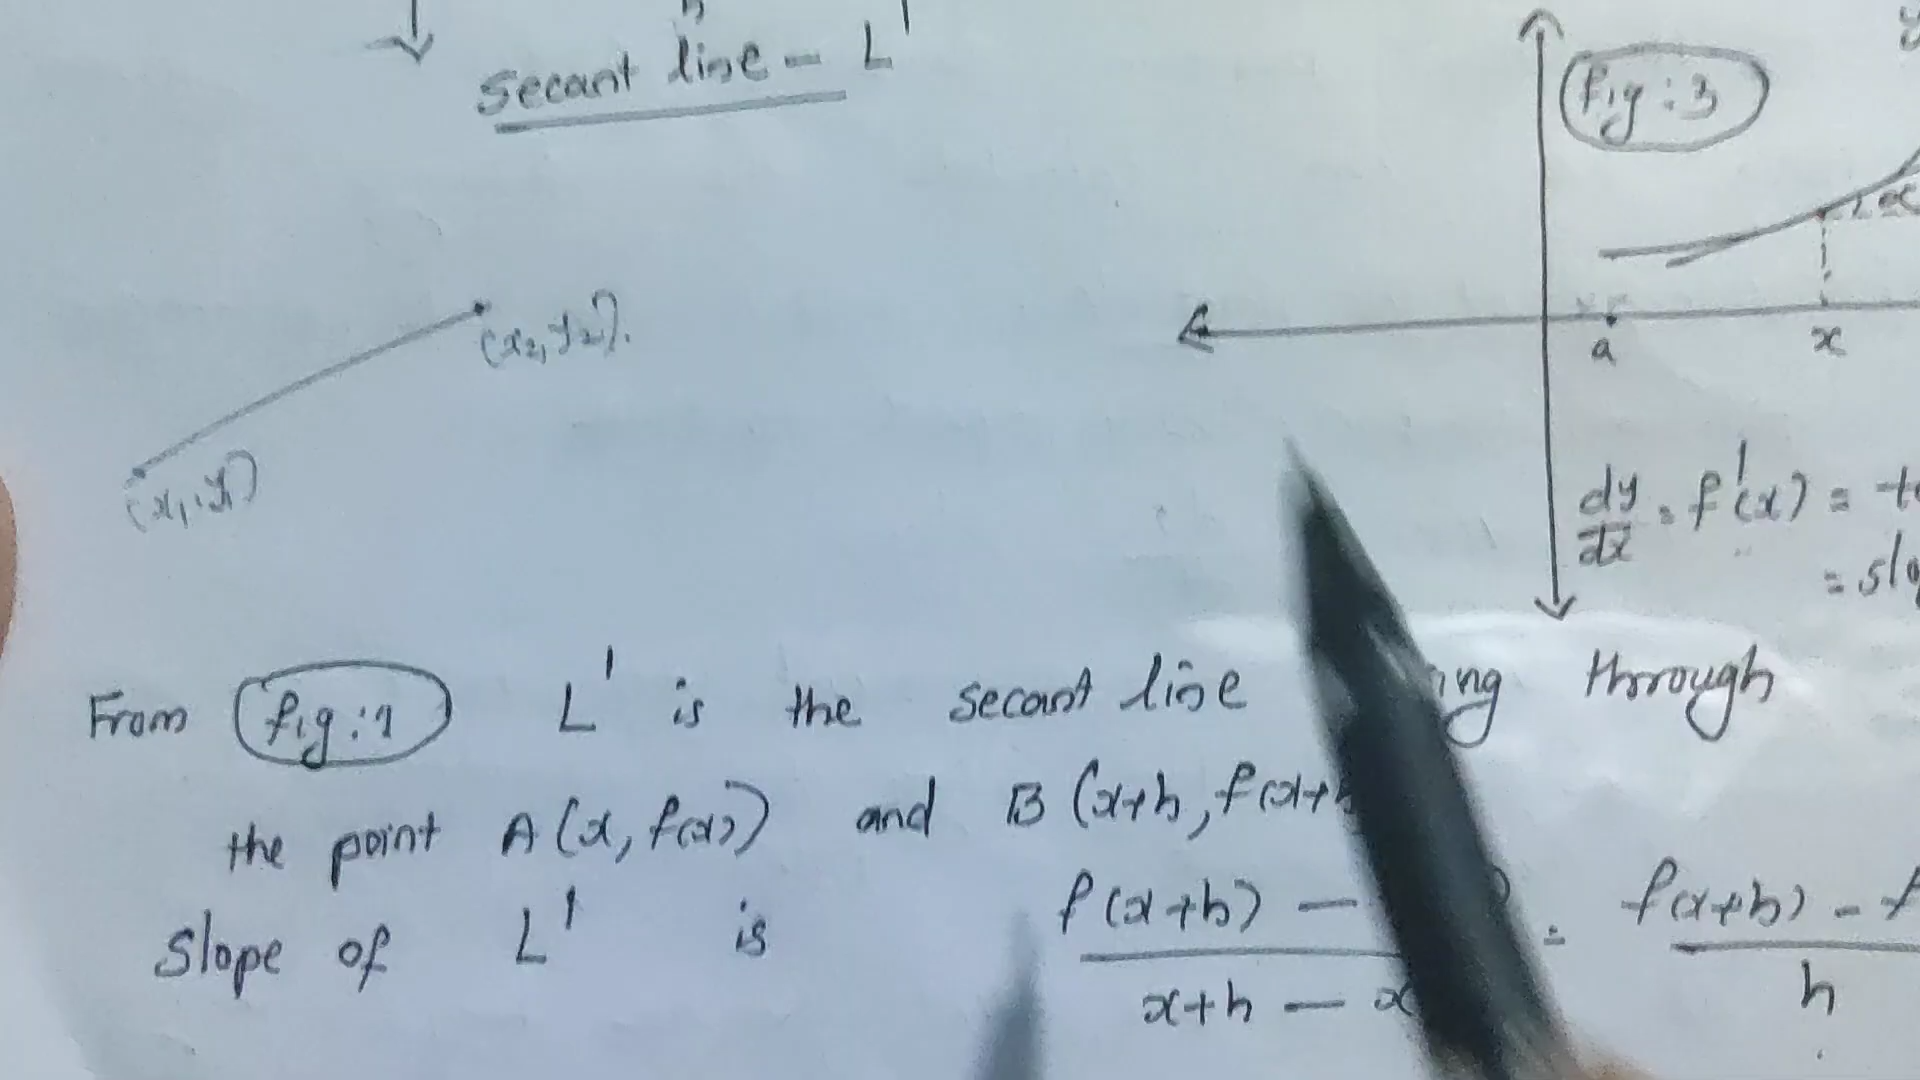 secant line - L'
fig : 3
(x₂, y₂).
(x₁, y₁)
a
x
dy/dx = f'(x) =
=
From fig : 1 L' is the secant line through
the point A(x, f(x)) and B (x+h, f(x+h
slope of L' is f(x+h) - / x+h - x = f(x+h) - f / h